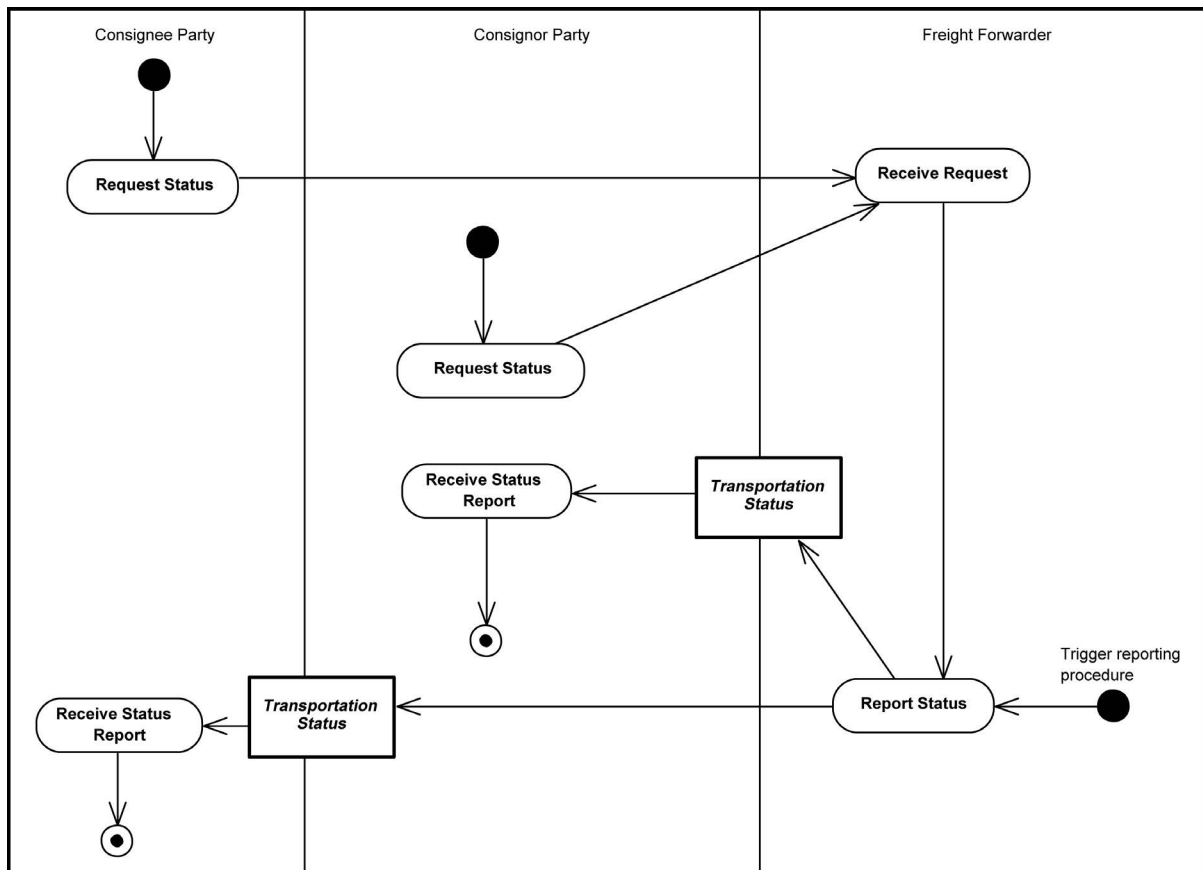 Consignee Party
Consignor Party
Freight Forwarder
Request Status
Receive Request
Request Status
Receive Status
Report
Transportation
Status
Trigger reporting
procedure
Report Status
Transportation
Status
Receive Status
Report